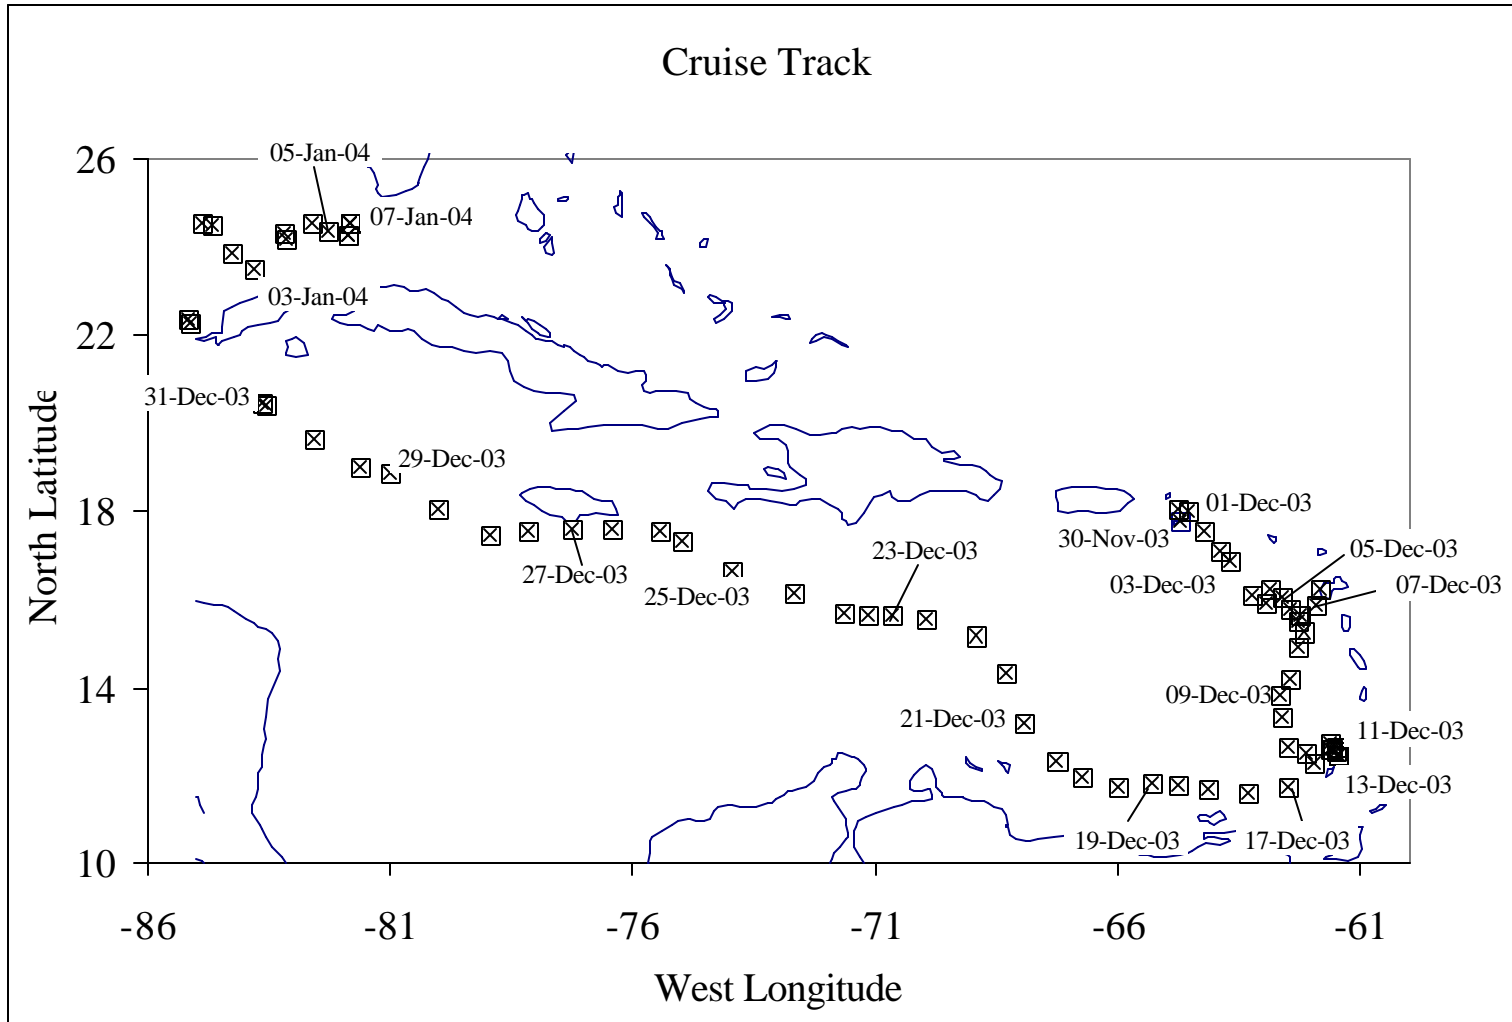 Cruise Track
26
22
18
14
10
North Latitude
05-Jan-04
07-Jan-04
03-Jan-04
31-Dec-03
29-Dec-03
27-Dec-03
25-Dec-03
23-Dec-03
21-Dec-03
01-Dec-03
30-Nov-03
03-Dec-03
05-Dec-03
07-Dec-03
09-Dec-03
11-Dec-03
13-Dec-03
19-Dec-03
17-Dec-03
-86 -81 -76 -71 -66 -61
West Longitude